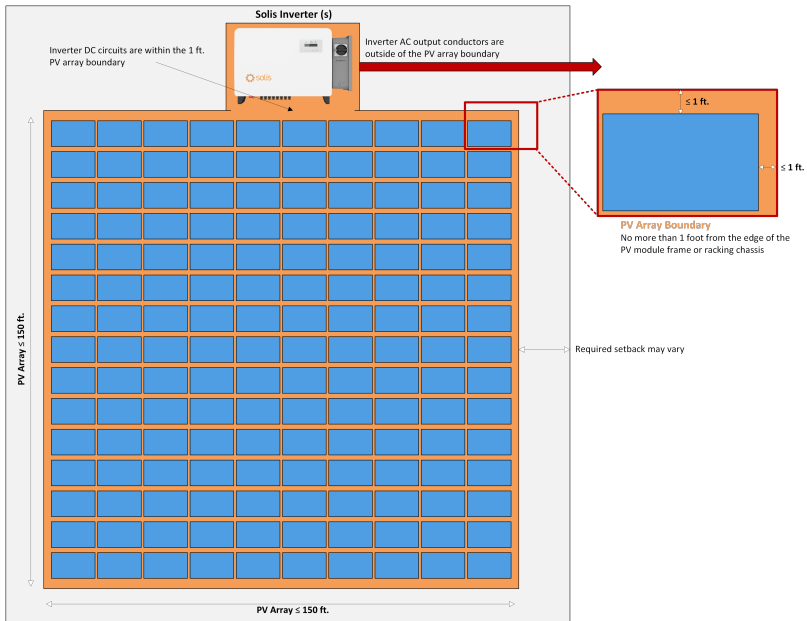 Solis Inverter (s)
Inverter DC circuits are within the 1 ft.
PV array boundary
Inverter AC output conductors are
outside of the PV array boundary
solis
≤ 1 ft.
≤ 1 ft.
PV Array Boundary
No more than 1 foot from the edge of the
PV module frame or racking chassis
Required setback may vary
PV Array ≤ 150 ft.
PV Array ≤ 150 ft.